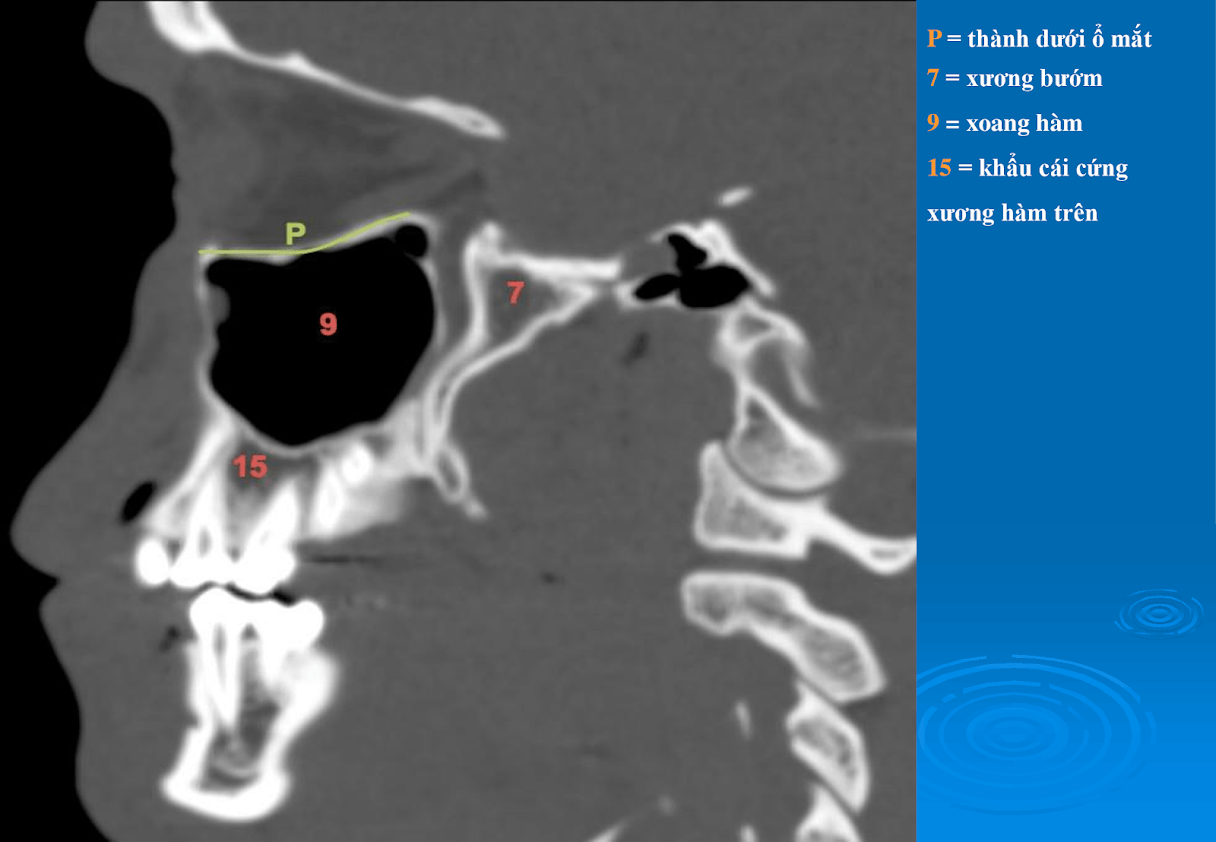 P = thành dưới ổ mắt
7 = xương bướm
9 = xoang hàm
15 = khẩu cái cứng
xương hàm trên
P
7
9
15